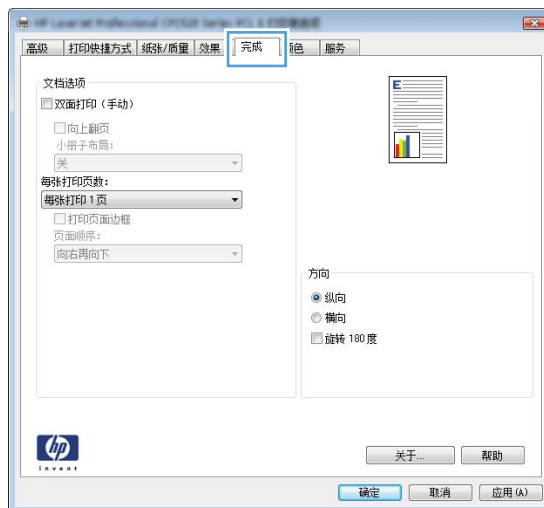 高级 打印快捷方式 纸张/质量 效果 完成 颜色 服务
文档选项
双面打印（手动）
向上翻页
小册子布局：
关
每张打印页数：
每张打印 1 页
打印页面边框
页面顺序：
向右再向下
E
方向
纵向
横向
旋转 180 度
hp
invent
关于... 帮助
确定 取消 应用 (A)